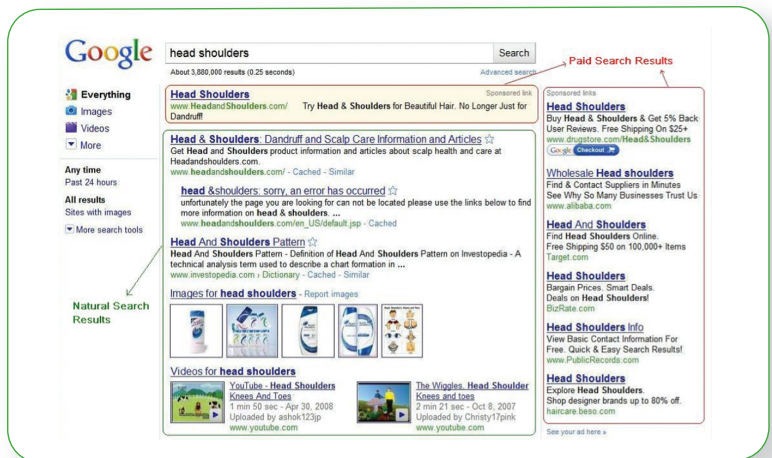 Google
head shoulders
Search
About 3,880,000 results (0.25 seconds)
Advanced search
Paid Search Results
Everything
Images
Videos
More
Any time
Past 24 hours
All results
Sites with images
More search tools
Natural Search
Results
Head Shoulders
Sponsored link
www.HeadandShoulders.com/ Try Head & Shoulders for Beautiful Hair. No Longer Just for
Dandruff!
Head & Shoulders: Dandruff and Scalp Care Information and Articles
Get Head and Shoulders product information and articles about scalp health and care at
Headandshoulders.com.
www.headandshoulders.com/ - Cached - Similar
head &shoulders: sorry, an error has occurred
unfortunately the page you are looking for can not be located please use the links below to find
more information on head & shoulders. ...
www.headandshoulders.com/en_US/default.jsp - Cached
Head And Shoulders Pattern
Head And Shoulders Pattern - Definition of Head And Shoulders Pattern on Investopedia - A
technical analysis term used to describe a chart formation in ...
www.investopedia.com › Dictionary - Cached - Similar
Images for head shoulders - Report images
Videos for head shoulders
YouTube - Head Shoulders
Knees And Toes
1 min 50 sec - Apr 30, 2008
Uploaded by ashok123jp
www.youtube.com
The Wiggles, Head Shoulder
Knees and toes
2 min 21 sec - Oct 8, 2007
Uploaded by Christy17pink
www.youtube.com
Sponsored links
Head Shoulders
Buy Head & Shoulders & Get 5% Back
User Reviews. Free Shipping On $25+
www.drugstore.com/Head&Shoulders
Google Checkout
Wholesale Head shoulders
Find & Contact Suppliers in Minutes
See Why So Many Businesses Trust Us
www.alibaba.com
Head And Shoulders
Find Head Shoulders Online.
Free Shipping $50 on 100,000+ Items
Target.com
Head Shoulders
Bargain Prices. Smart Deals.
Deals on Head Shoulders!
BizRate.com
Head Shoulders Info
View Basic Contact Information For
Free. Quick & Easy Search Results!
www.PublicRecords.com
Head Shoulders
Explore Head Shoulders.
Shop designer brands up to 80% off.
haircare.beso.com
See your ad here »